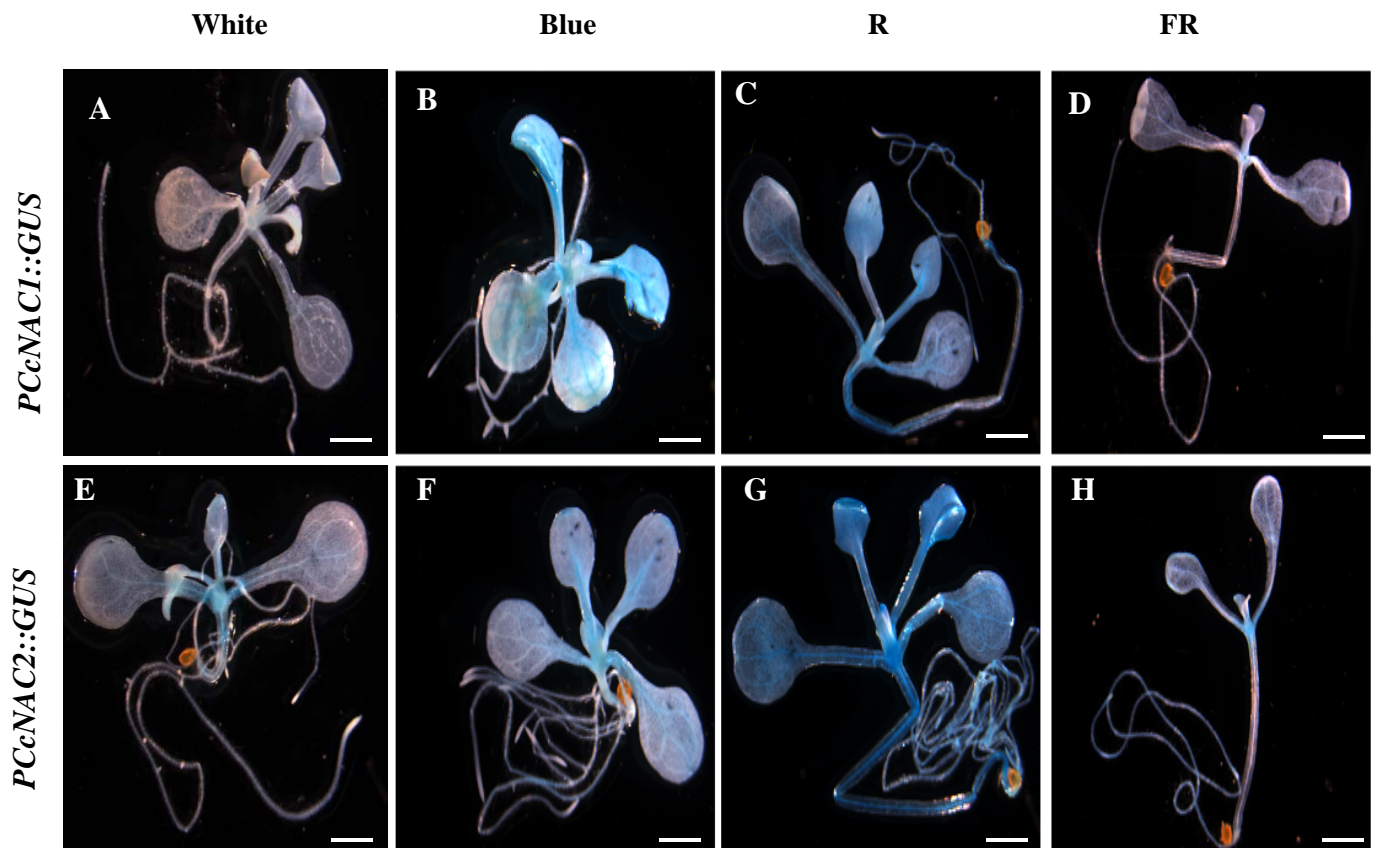 White Blue R FR
PCcNAC1::GUS
A B C D
PCcNAC2::GUS
E F G H